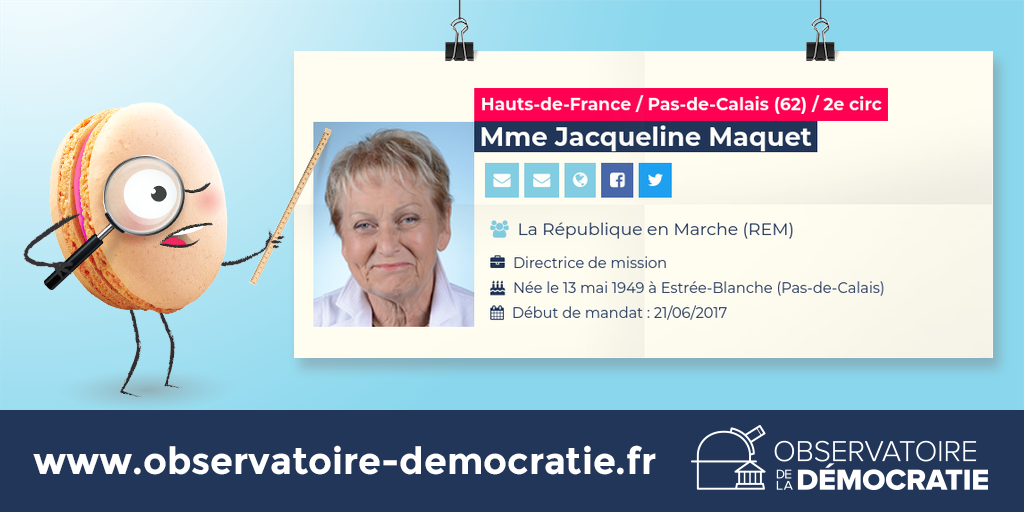 Hauts-de-France / Pas-de-Calais (62) / 2e circ
Mme Jacqueline Maquet
La République en Marche (REM)
Directrice de mission
Née le 13 mai 1949 à Estrée-Blanche (Pas-de-Calais)
Début de mandat : 21/06/2017
www.observatoire-democratie.fr
OBSERVATOIRE
DE LA DÉMOCRATIE